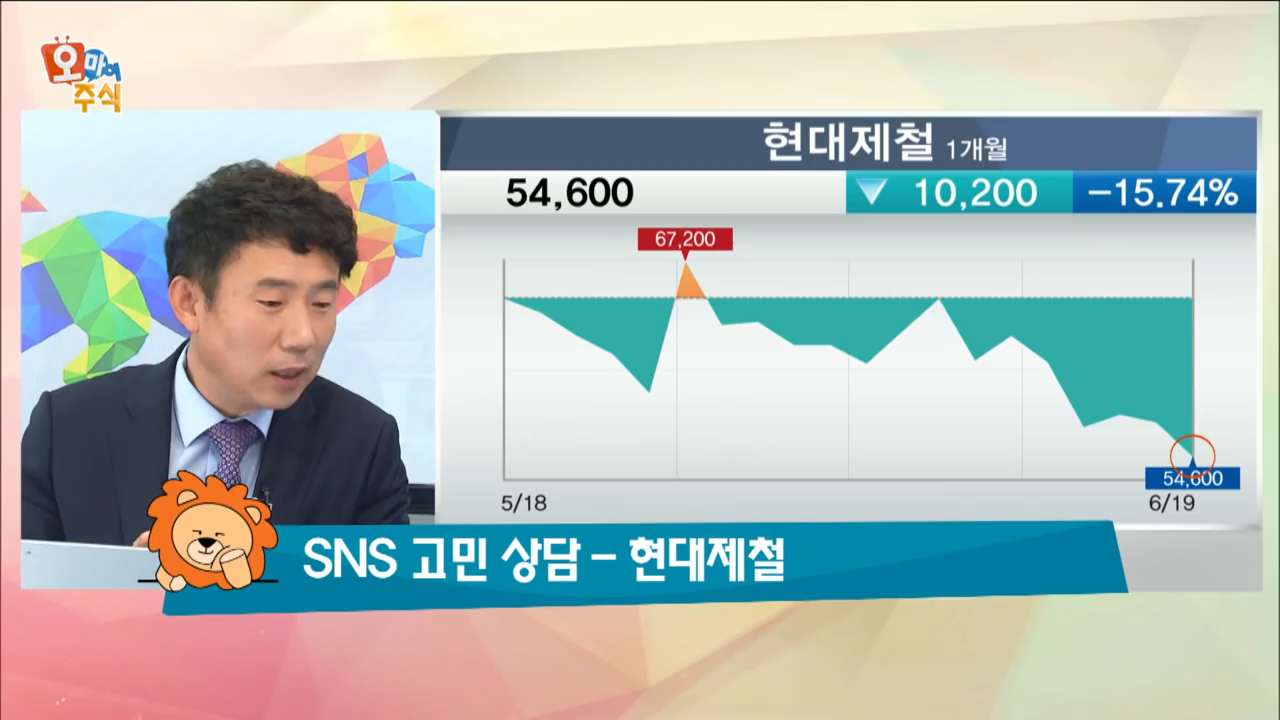 오마이
주식
현대제철 1개월
54,600 ▼ 10,200 -15.74%
67,200
54,600
5/18 6/19
SNS 고민 상담 - 현대제철